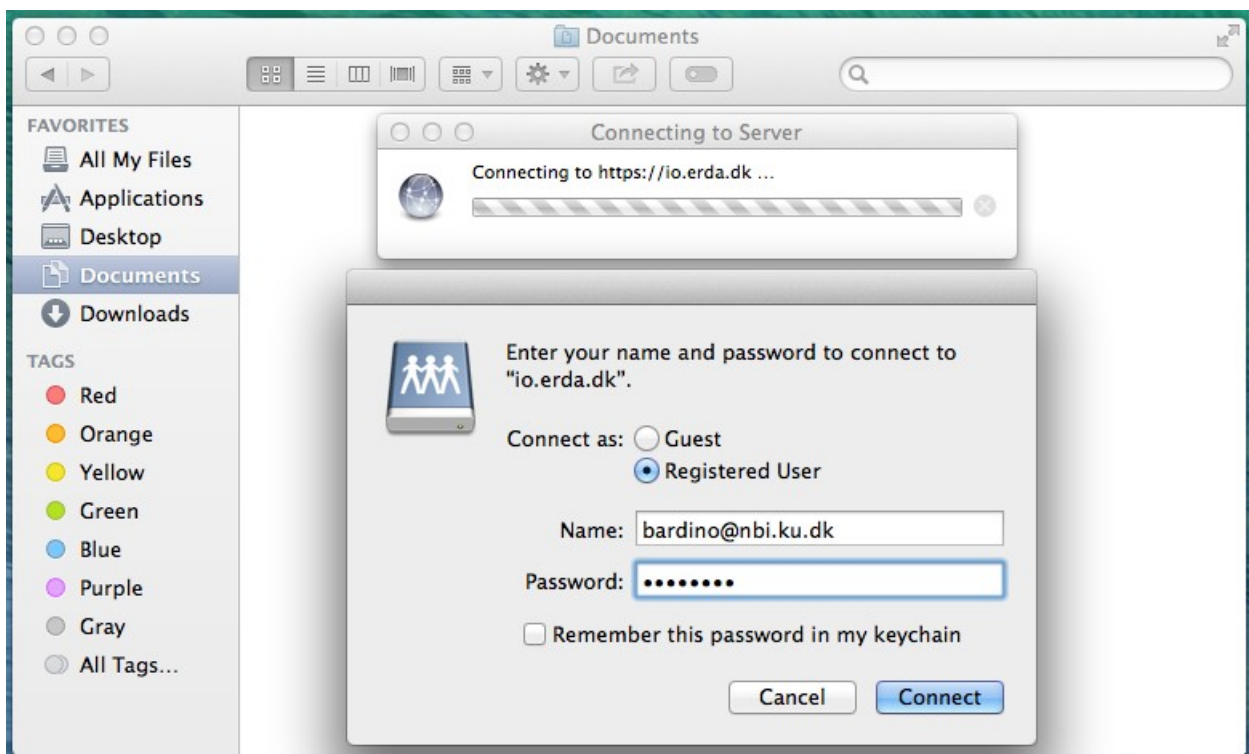 Documents
FAVORITES
All My Files
Applications
Desktop
Documents
Downloads
TAGS
Red
Orange
Yellow
Green
Blue
Purple
Gray
All Tags...
Connecting to Server
Connecting to https://io.erda.dk ...
Enter your name and password to connect to
“io.erda.dk”.
Connect as: Guest
Registered User
Name: bardino@nbi.ku.dk
Password: ••••••••
Remember this password in my keychain
Cancel Connect